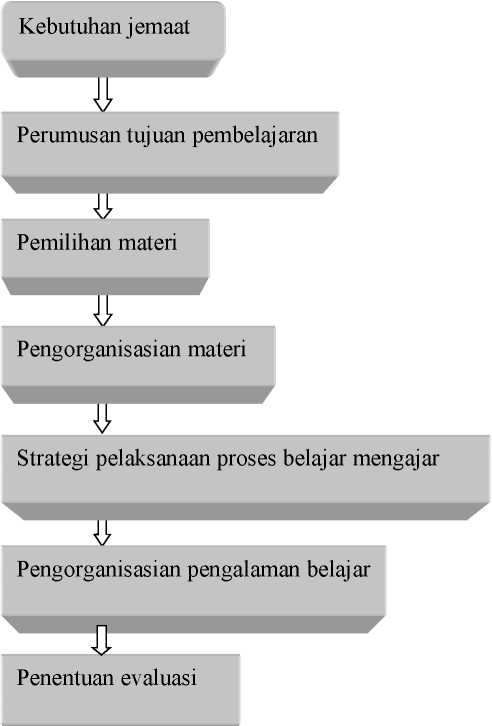 Kebutuhan jemaat
Perumusan tujuan pembelajaran
Pemilihan materi
Pengorganisasian materi
Strategi pelaksanaan proses belajar mengajar
Pengorganisasian pengalaman belajar
Penentuan evaluasi